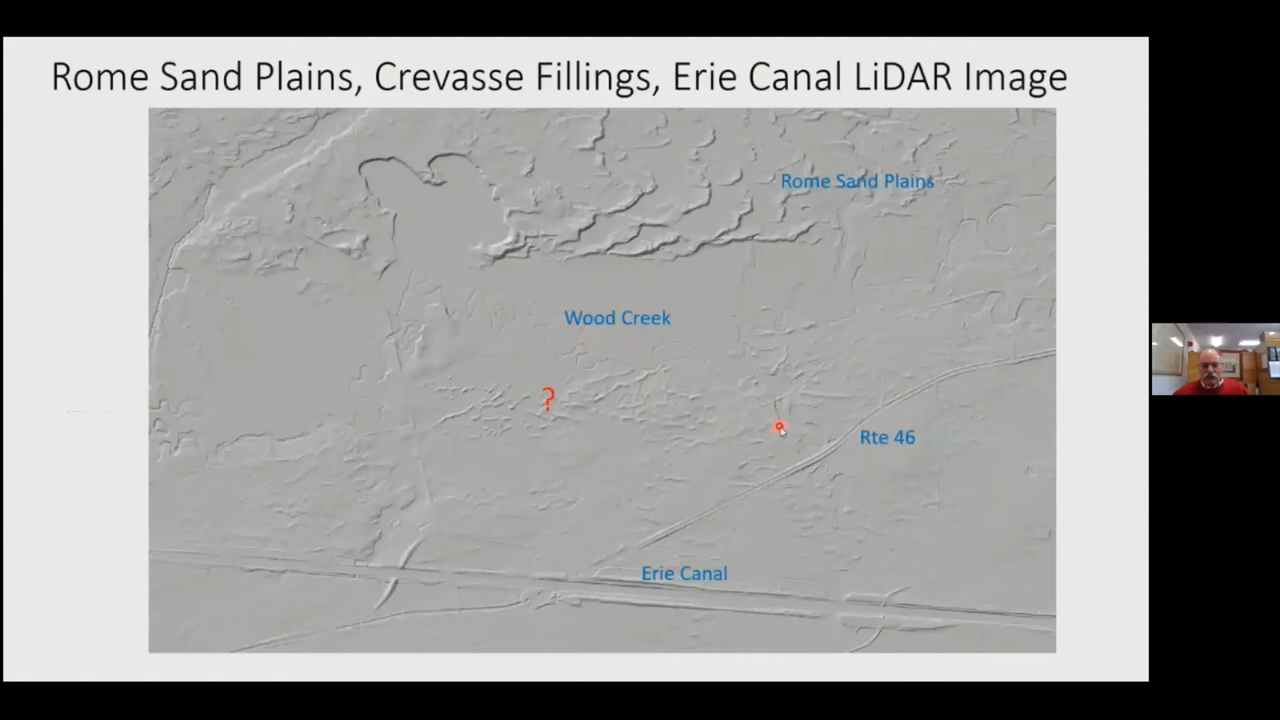 Rome Sand Plains, Crevasse Fillings, Erie Canal LiDAR Image
Rome Sand Plains
Wood Creek
?
Rte 46
Erie Canal